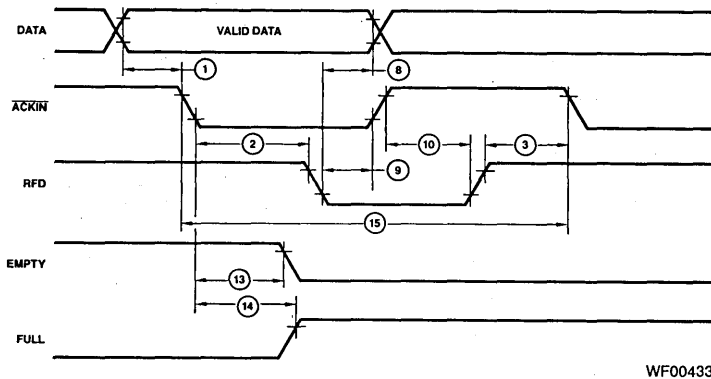 DATA
VALID DATA
1
8
ACKIN
2
10
3
RFD
9
15
EMPTY
13
14
FULL
WF00433